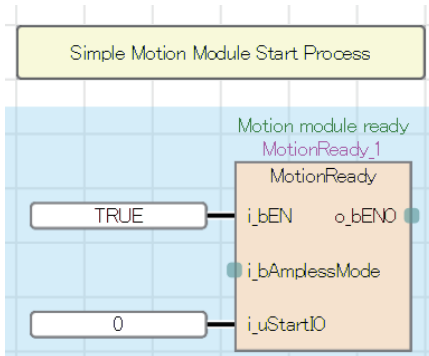 Simple Motion Module Start Process
Motion module ready
MotionReady_1
MotionReady
TRUE
i_bEN
o_bENO
i_bAmplessMode
0
i_uStartIO